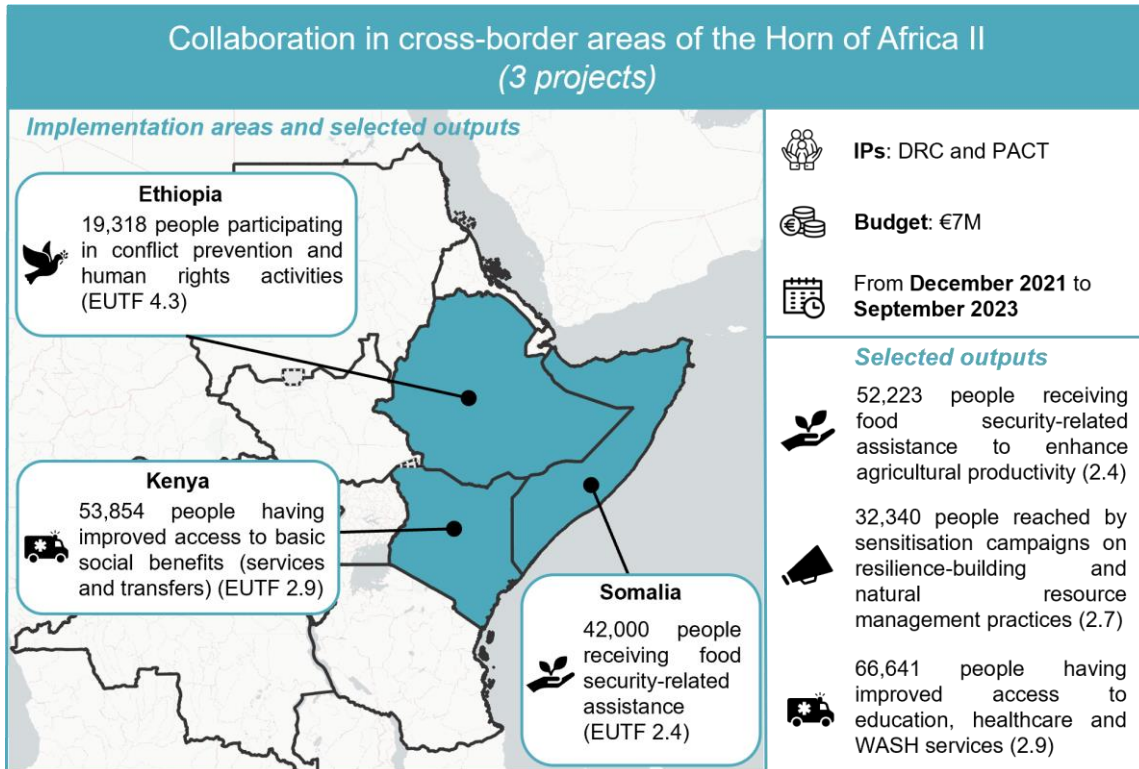 Collaboration in cross-border areas of the Horn of Africa II
(3 projects)
Implementation areas and selected outputs
Ethiopia
19,318 people participating
in conflict prevention and
human rights activities
(EUTF 4.3)
Kenya
53,854 people having
improved access to basic
social benefits (services
and transfers) (EUTF 2.9)
Somalia
42,000 people
receiving food
security-related
assistance
(EUTF 2.4)
IPs: DRC and PACT
Budget: €7M
From December 2021 to
September 2023
Selected outputs
52,223 people receiving
food security-related
assistance to enhance
agricultural productivity (2.4)
32,340 people reached by
sensitisation campaigns on
resilience-building and
natural resource
management practices (2.7)
66,641 people having
improved access to
education, healthcare and
WASH services (2.9)